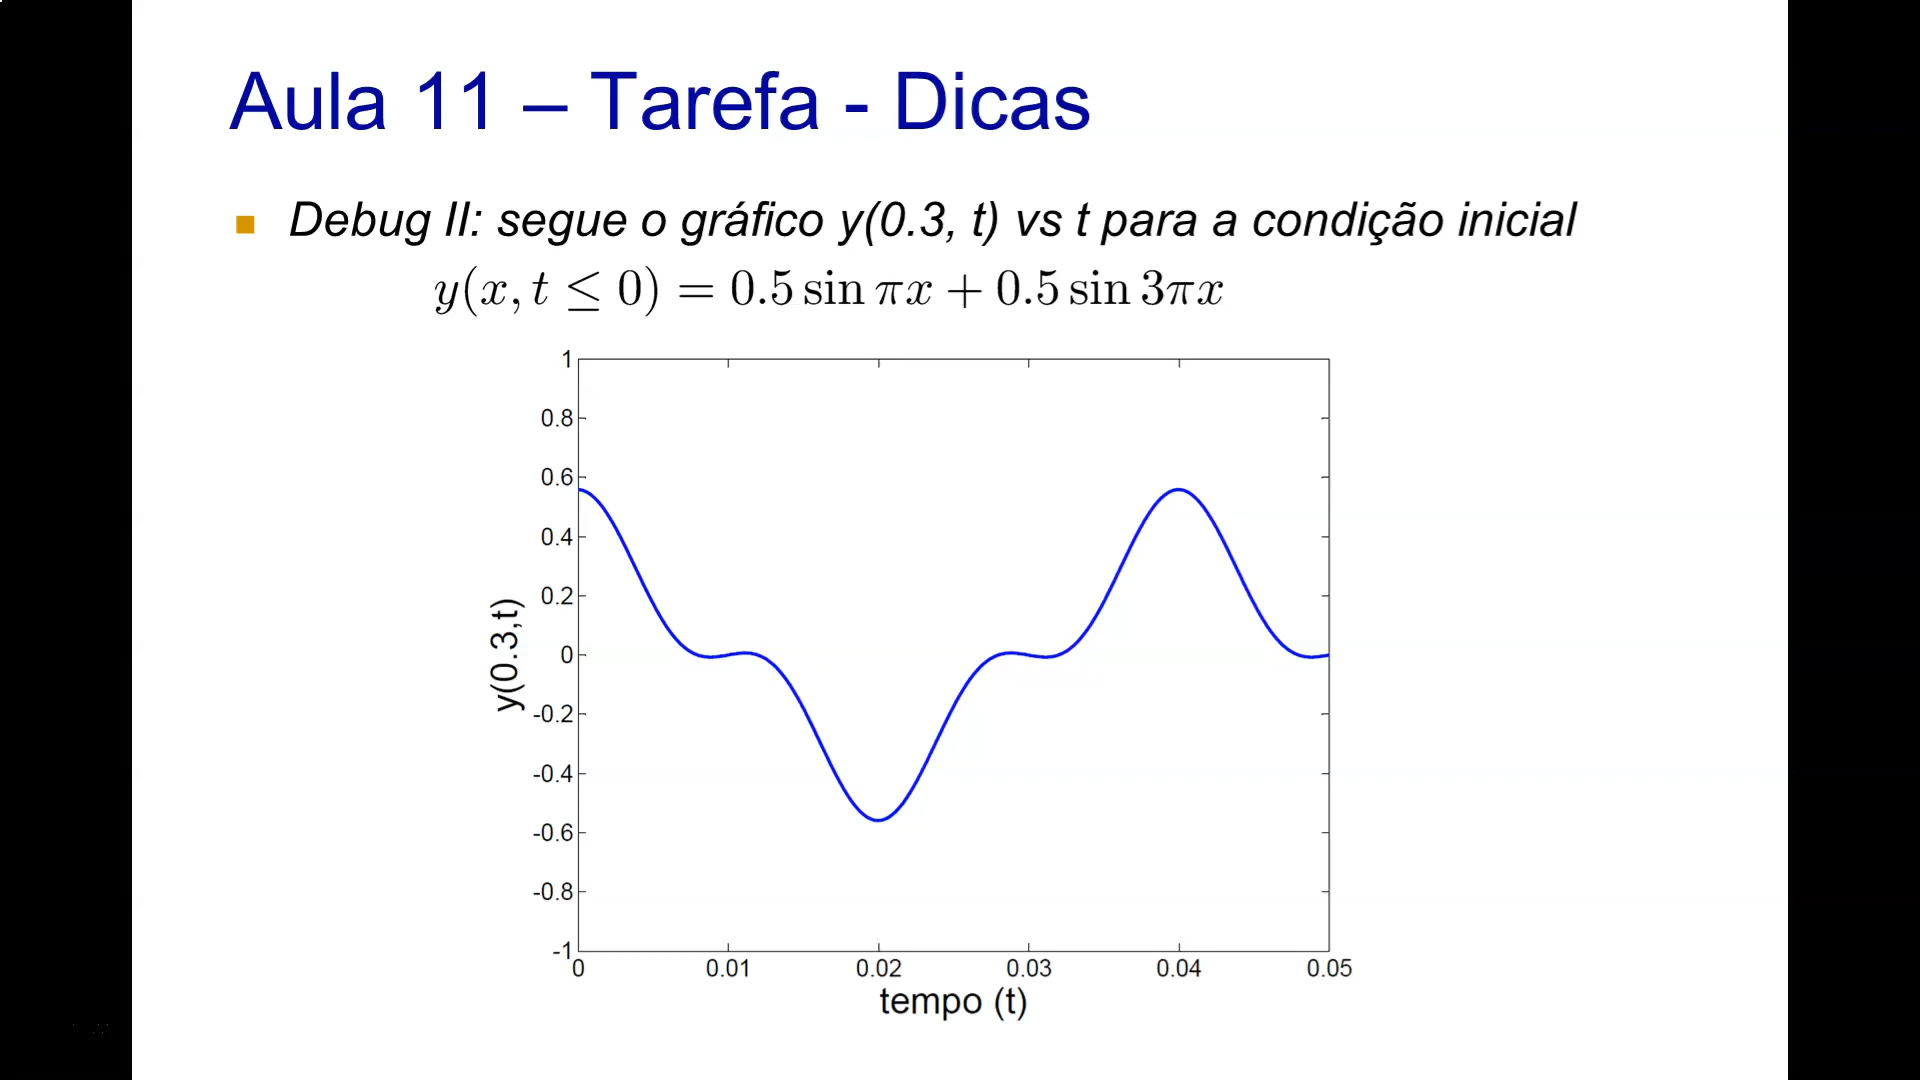 Aula 11 – Tarefa - Dicas
Debug II: segue o gráfico y(0.3, t) vs t para a condição inicial
y(x, t ≤ 0) = 0.5 sin πx + 0.5 sin 3πx
1
0.8
0.6
0.4
0.2
0
-0.2
-0.4
-0.6
-0.8
-1
y(0.3,t)
0 0.01 0.02 0.03 0.04 0.05
tempo (t)